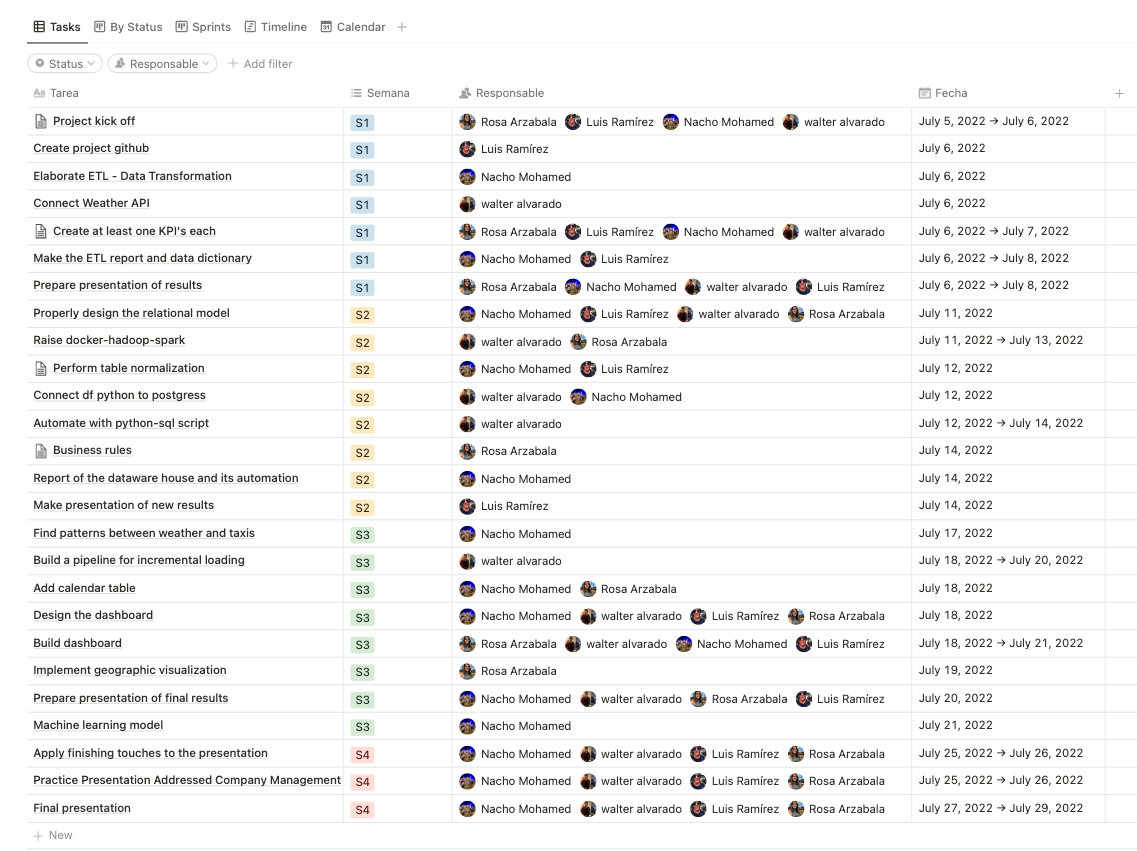 Tasks By Status Sprints Timeline Calendar
Status Responsable Add filter
Aa Tarea Semana Responsable Fecha
Project kick off S1 Rosa Arzabala Luis Ramírez Nacho Mohamed walter alvarado July 5, 2022 → July 6, 2022
Create project github S1 Luis Ramírez July 6, 2022
Elaborate ETL - Data Transformation S1 Nacho Mohamed July 6, 2022
Connect Weather API S1 walter alvarado July 6, 2022
Create at least one KPI's each S1 Rosa Arzabala Luis Ramírez Nacho Mohamed walter alvarado July 6, 2022 → July 7, 2022
Make the ETL report and data dictionary S1 Nacho Mohamed Luis Ramírez July 6, 2022 → July 8, 2022
Prepare presentation of results S1 Rosa Arzabala Nacho Mohamed walter alvarado Luis Ramírez July 6, 2022 → July 8, 2022
Properly design the relational model S2 Nacho Mohamed Luis Ramírez walter alvarado Rosa Arzabala July 11, 2022
Raise docker-hadoop-spark S2 walter alvarado Rosa Arzabala July 11, 2022 → July 13, 2022
Perform table normalization S2 Nacho Mohamed Luis Ramírez July 12, 2022
Connect df python to postgress S2 walter alvarado Nacho Mohamed July 12, 2022
Automate with python-sql script S2 walter alvarado July 12, 2022 → July 14, 2022
Business rules S2 Rosa Arzabala July 14, 2022
Report of the dataware house and its automation S2 Nacho Mohamed July 14, 2022
Make presentation of new results S2 Luis Ramírez July 14, 2022
Find patterns between weather and taxis S3 Nacho Mohamed July 17, 2022
Build a pipeline for incremental loading S3 walter alvarado July 18, 2022 → July 20, 2022
Add calendar table S3 Nacho Mohamed Rosa Arzabala July 18, 2022
Design the dashboard S3 Nacho Mohamed walter alvarado Luis Ramírez Rosa Arzabala July 18, 2022
Build dashboard S3 Rosa Arzabala walter alvarado Nacho Mohamed Luis Ramírez July 18, 2022 → July 21, 2022
Implement geographic visualization S3 Rosa Arzabala July 19, 2022
Prepare presentation of final results S3 Nacho Mohamed walter alvarado Rosa Arzabala Luis Ramírez July 20, 2022
Machine learning model S3 Nacho Mohamed July 21, 2022
Apply finishing touches to the presentation S4 Nacho Mohamed walter alvarado Luis Ramírez Rosa Arzabala July 25, 2022 → July 26, 2022
Practice Presentation Addressed Company Management S4 Nacho Mohamed walter alvarado Luis Ramírez Rosa Arzabala July 25, 2022 → July 26, 2022
Final presentation S4 Nacho Mohamed walter alvarado Luis Ramírez Rosa Arzabala July 27, 2022 → July 29, 2022
New